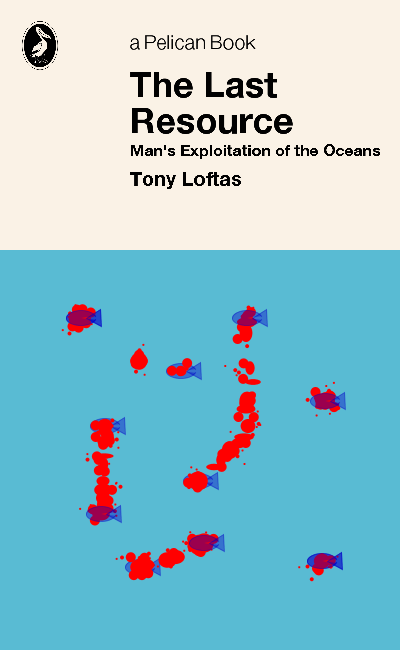 a Pelican Book
The Last
Resource
Man's Exploitation of the Oceans
Tony Loftas